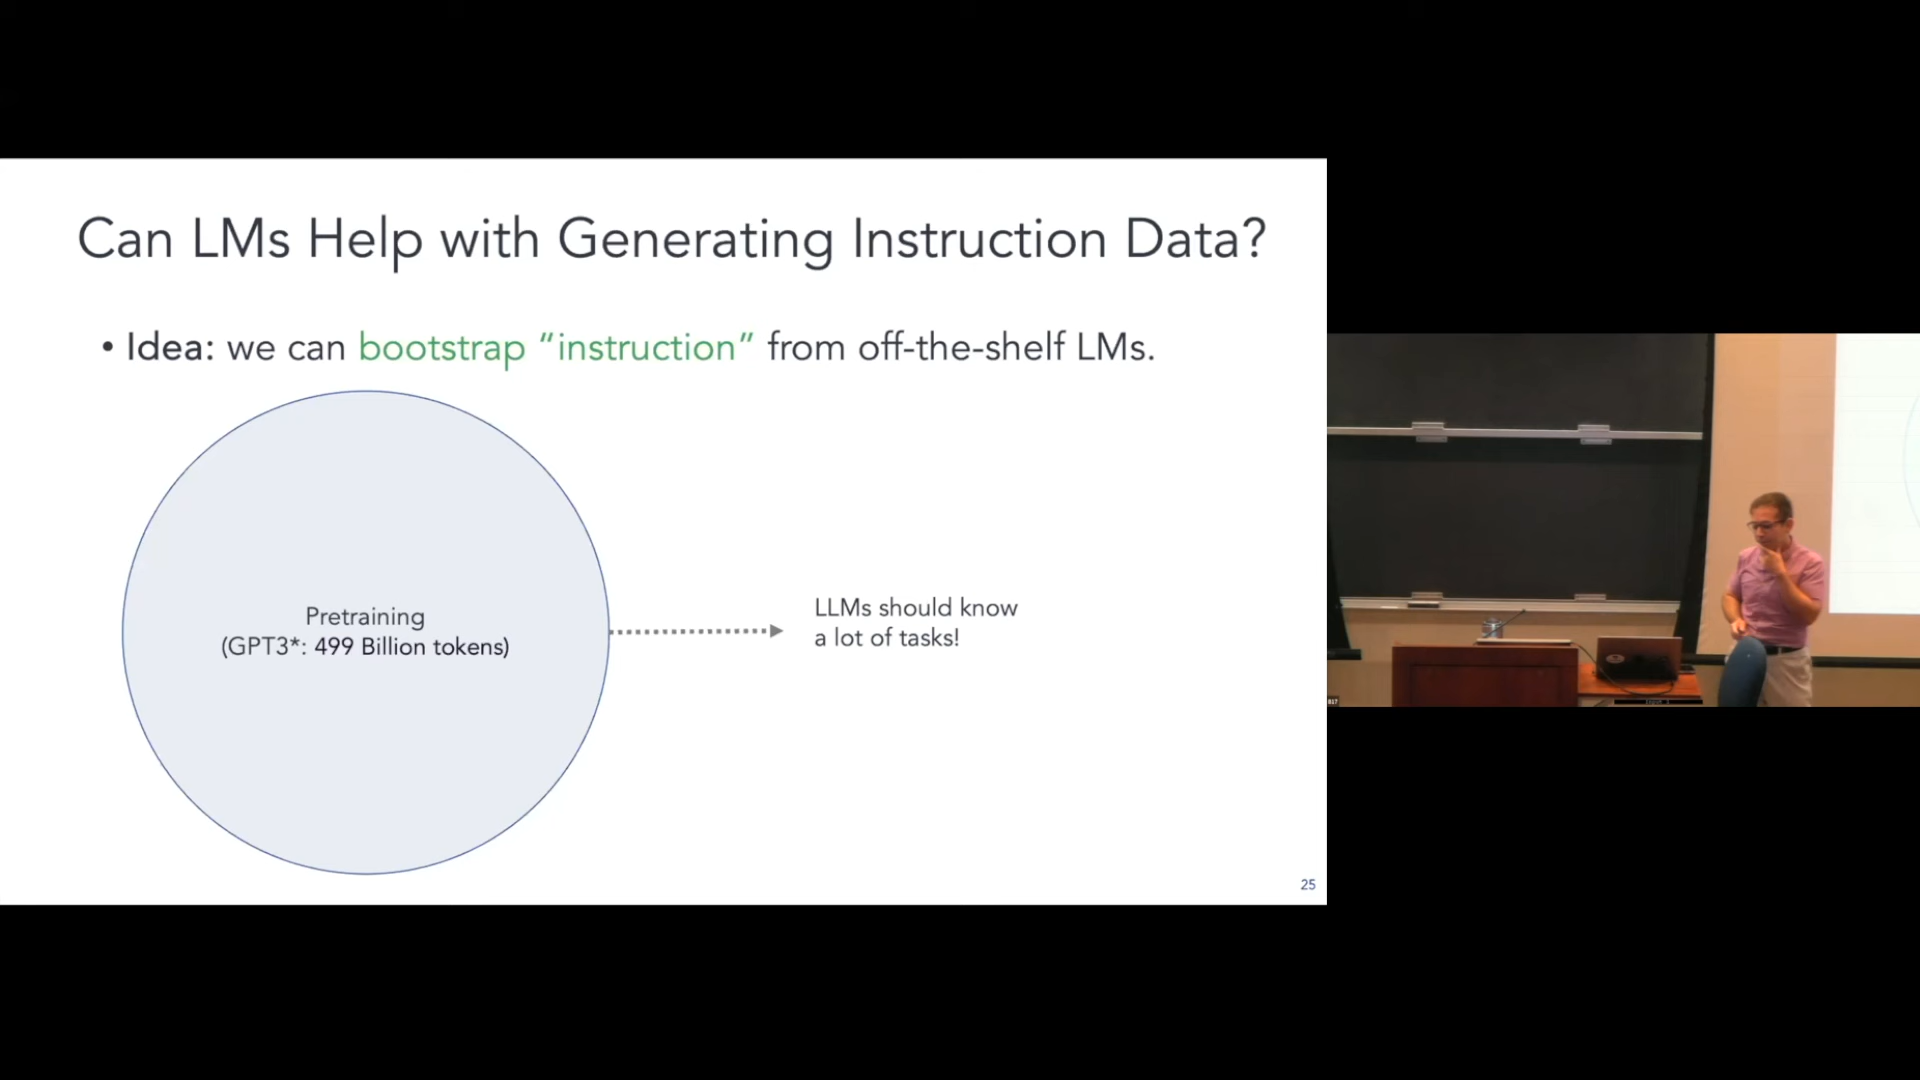 Can LMs Help with Generating Instruction Data?
• Idea: we can bootstrap “instruction” from off-the-shelf LMs.
Pretraining
(GPT3*: 499 Billion tokens)
LLMs should know
a lot of tasks!
25